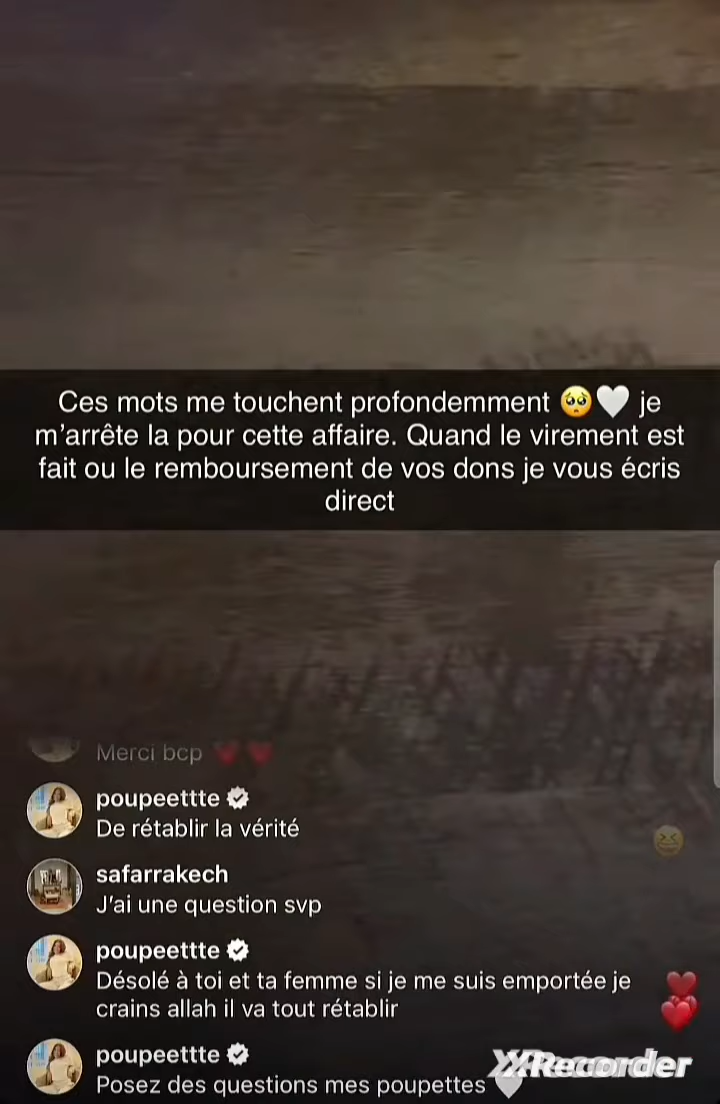 Ces mots me touchent profondemment 🥺🤍 je
m’arrête la pour cette affaire. Quand le virement est
fait ou le remboursement de vos dons je vous écris
direct
Merci bcp ❤️❤️
poupeettte
De rétablir la vérité
safarrakech
J’ai une question svp
poupeettte
Désolé à toi et ta femme si je me suis emportée je
crains allah il va tout rétablir
poupeettte
Posez des questions mes poupettes 🤍
XRecorder